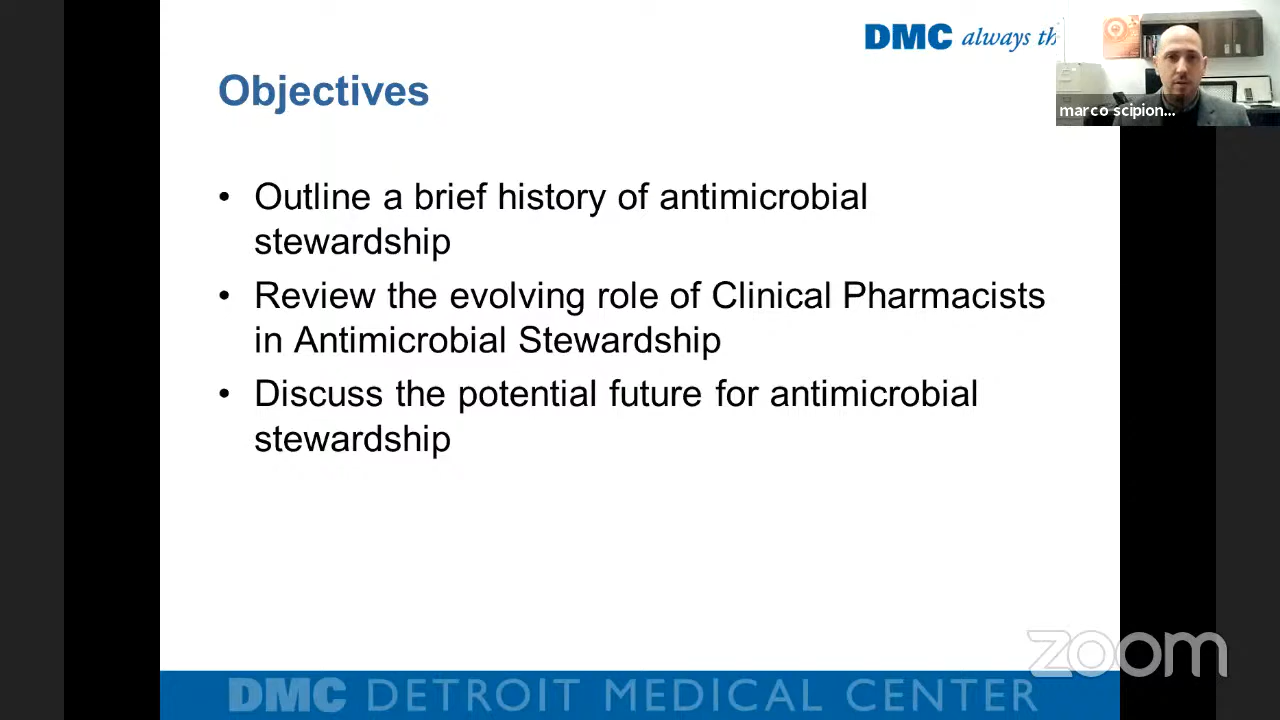 DMC always th
Objectives
marco scipion...
• Outline a brief history of antimicrobial
stewardship
• Review the evolving role of Clinical Pharmacists
in Antimicrobial Stewardship
• Discuss the potential future for antimicrobial
stewardship
zoom
DMC DETROIT MEDICAL CENTER